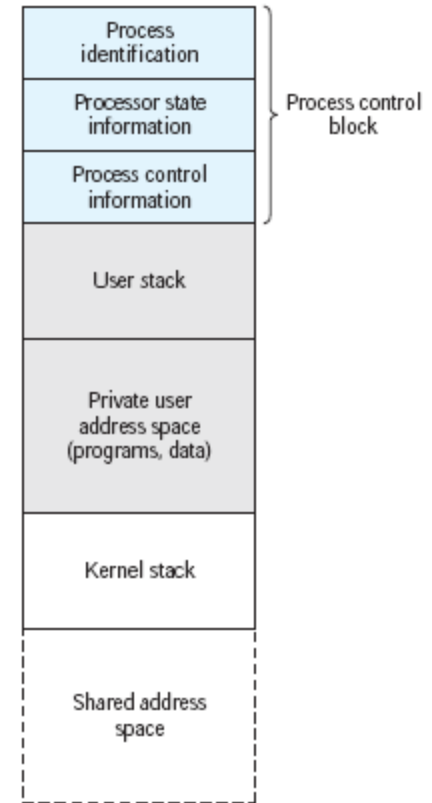 Process
identification
Processor state
information
Process control
information
Process control
block
User stack
Private user
address space
(programs, data)
Kernel stack
Shared address
space